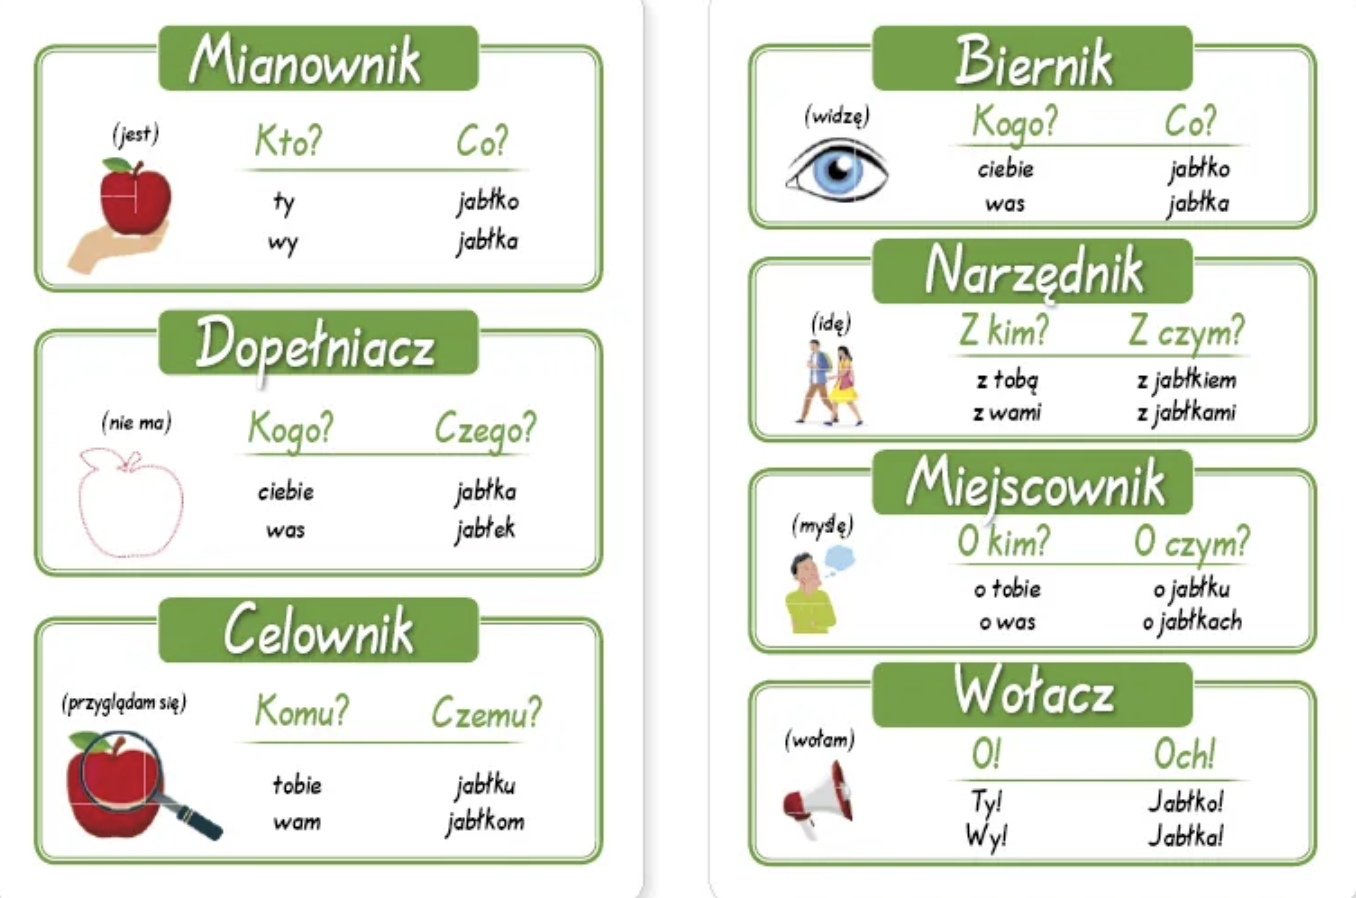 Mianownik
(jest)
Kto? Co?
ty jabłko
wy jabłka
Dopełniacz
(nie ma)
Kogo? Czego?
ciebie jabłka
was jabłek
Celownik
(przyglądam się)
Komu? Czemu?
tobie jabłku
wam jabłkom
Biernik
(widzę)
Kogo? Co?
ciebie jabłko
was jabłka
Narzędnik
(idę)
Z kim? Z czym?
z tobą z jabłkiem
z wami z jabłkami
Miejscownik
(myślę)
O kim? O czym?
o tobie o jabłku
o was o jabłkach
Wołacz
(wołam)
O! Och!
Ty! Jabłko!
Wy! Jabłka!